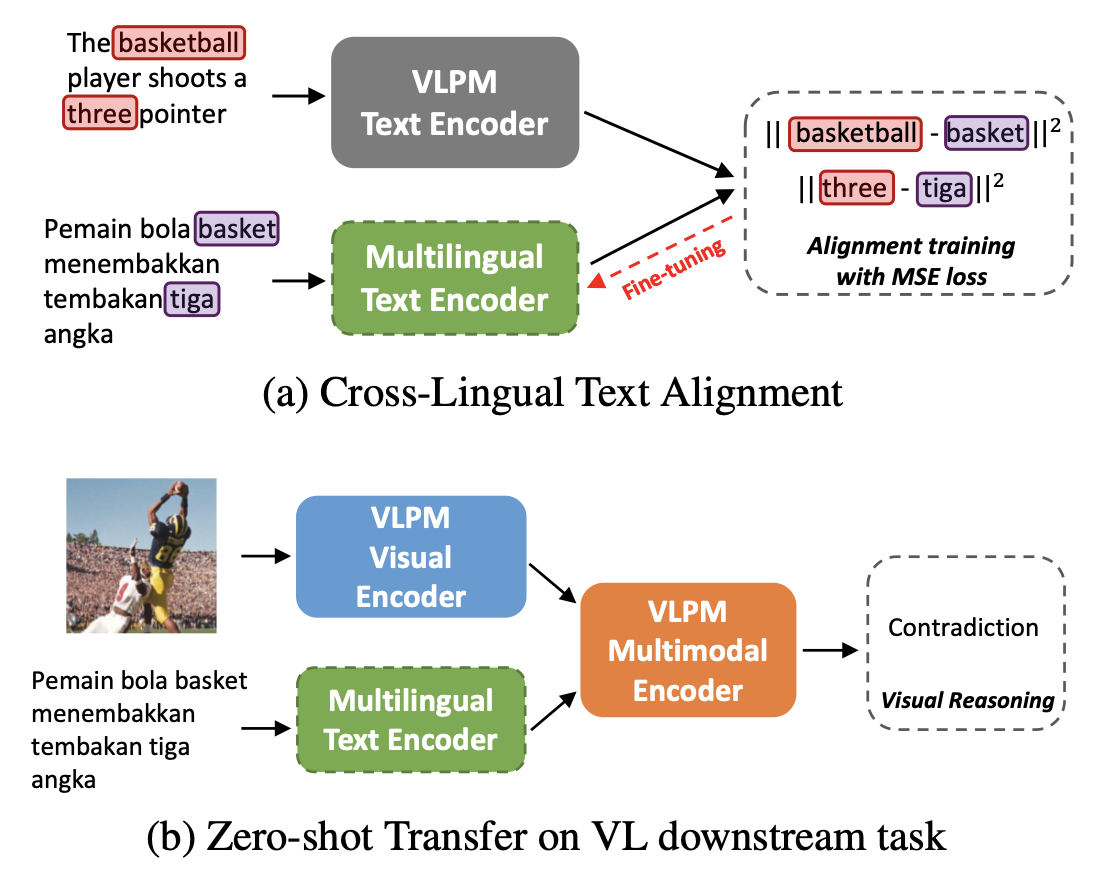 The basketball
player shoots a
three pointer
VLPM
Text Encoder
Pemain bola basket
menembakkan
tembakan tiga
angka
Multilingual
Text Encoder
Fine-tuning
|| basketball - basket ||²
|| three - tiga ||²
Alignment training
with MSE loss
(a) Cross-Lingual Text Alignment
VLPM
Visual
Encoder
Pemain bola basket
menembakkan
tembakan tiga
angka
Multilingual
Text Encoder
VLPM
Multimodal
Encoder
Contradiction
Visual Reasoning
(b) Zero-shot Transfer on VL downstream task